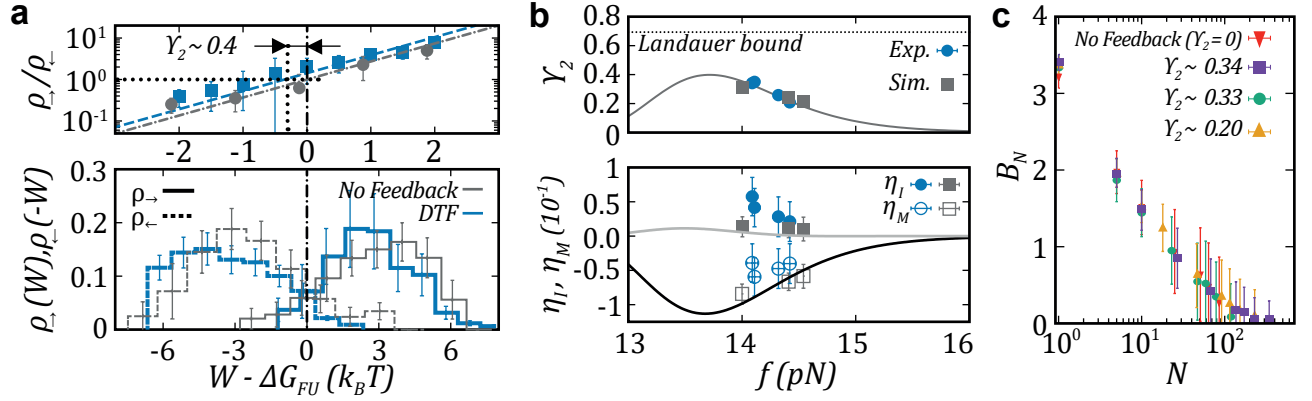 a
ρ→/ρ←
10¹
10⁰
10⁻¹
ϒ₂ ~ 0.4
-2 -1 0 1 2
ρ→(W),ρ←(-W)
0.3
0.2
0.1
0
ρ→
ρ←
No Feedback
DTF
-6 -3 0 3 6
W - ΔG_FU (k_BT)
b
ϒ₂
0.8
0.6
0.4
0.2
0
Landauer bound
Exp.
Sim.
η_I, η_M (10⁻¹)
1
0.5
0
-0.5
-1
η_I
η_M
13 14 15 16
f (pN)
c
B_N
4
3
2
1
0
No Feedback (ϒ₂=0)
ϒ₂ ~ 0.34
ϒ₂ ~ 0.33
ϒ₂ ~ 0.20
10⁰ 10¹ 10²
N